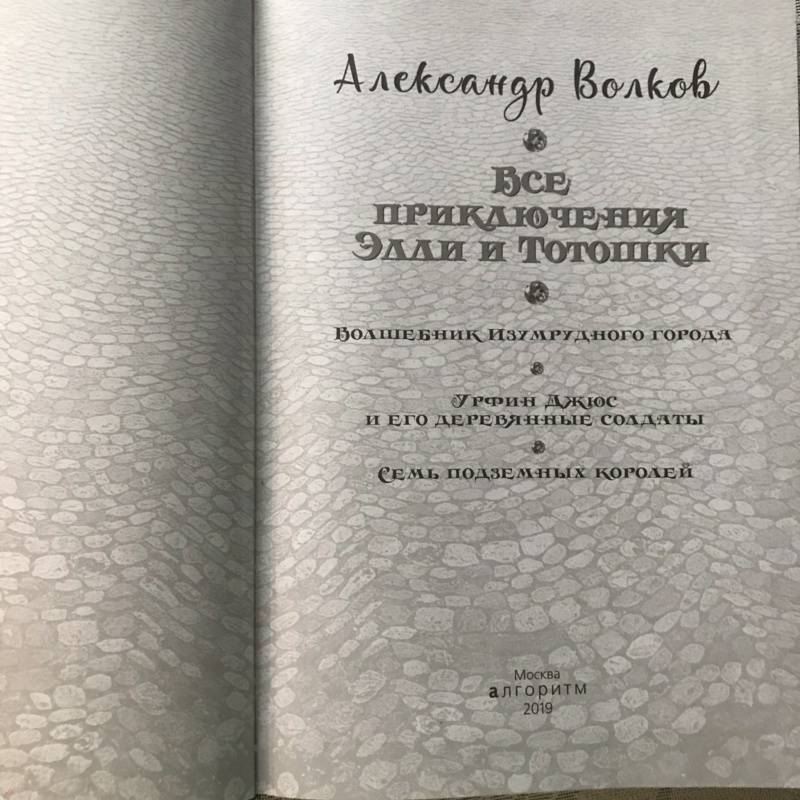 Александр Волков
Все
приключения
Элли и Тотошки
Волшебник Изумрудного города
Урфин Джюс
и его деревянные солдаты
Семь подземных королей
Москва
алгоритм
2019